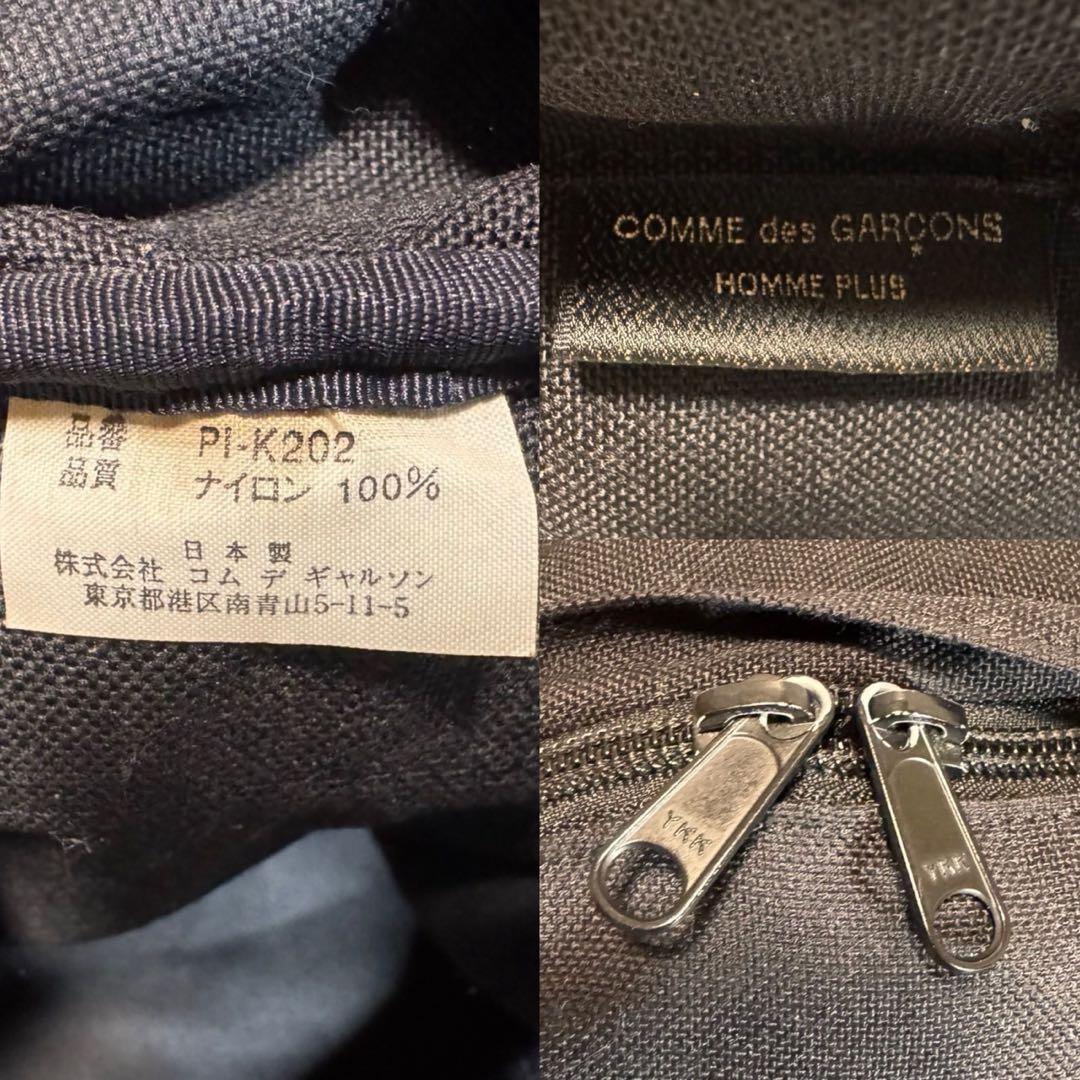 品番 PI-K202
品質 ナイロン 100%
日本製
株式会社 コム デ ギャルソン
東京都港区南青山5-11-5
COMME des GARÇONS
HOMME PLUS
YKK
YKK